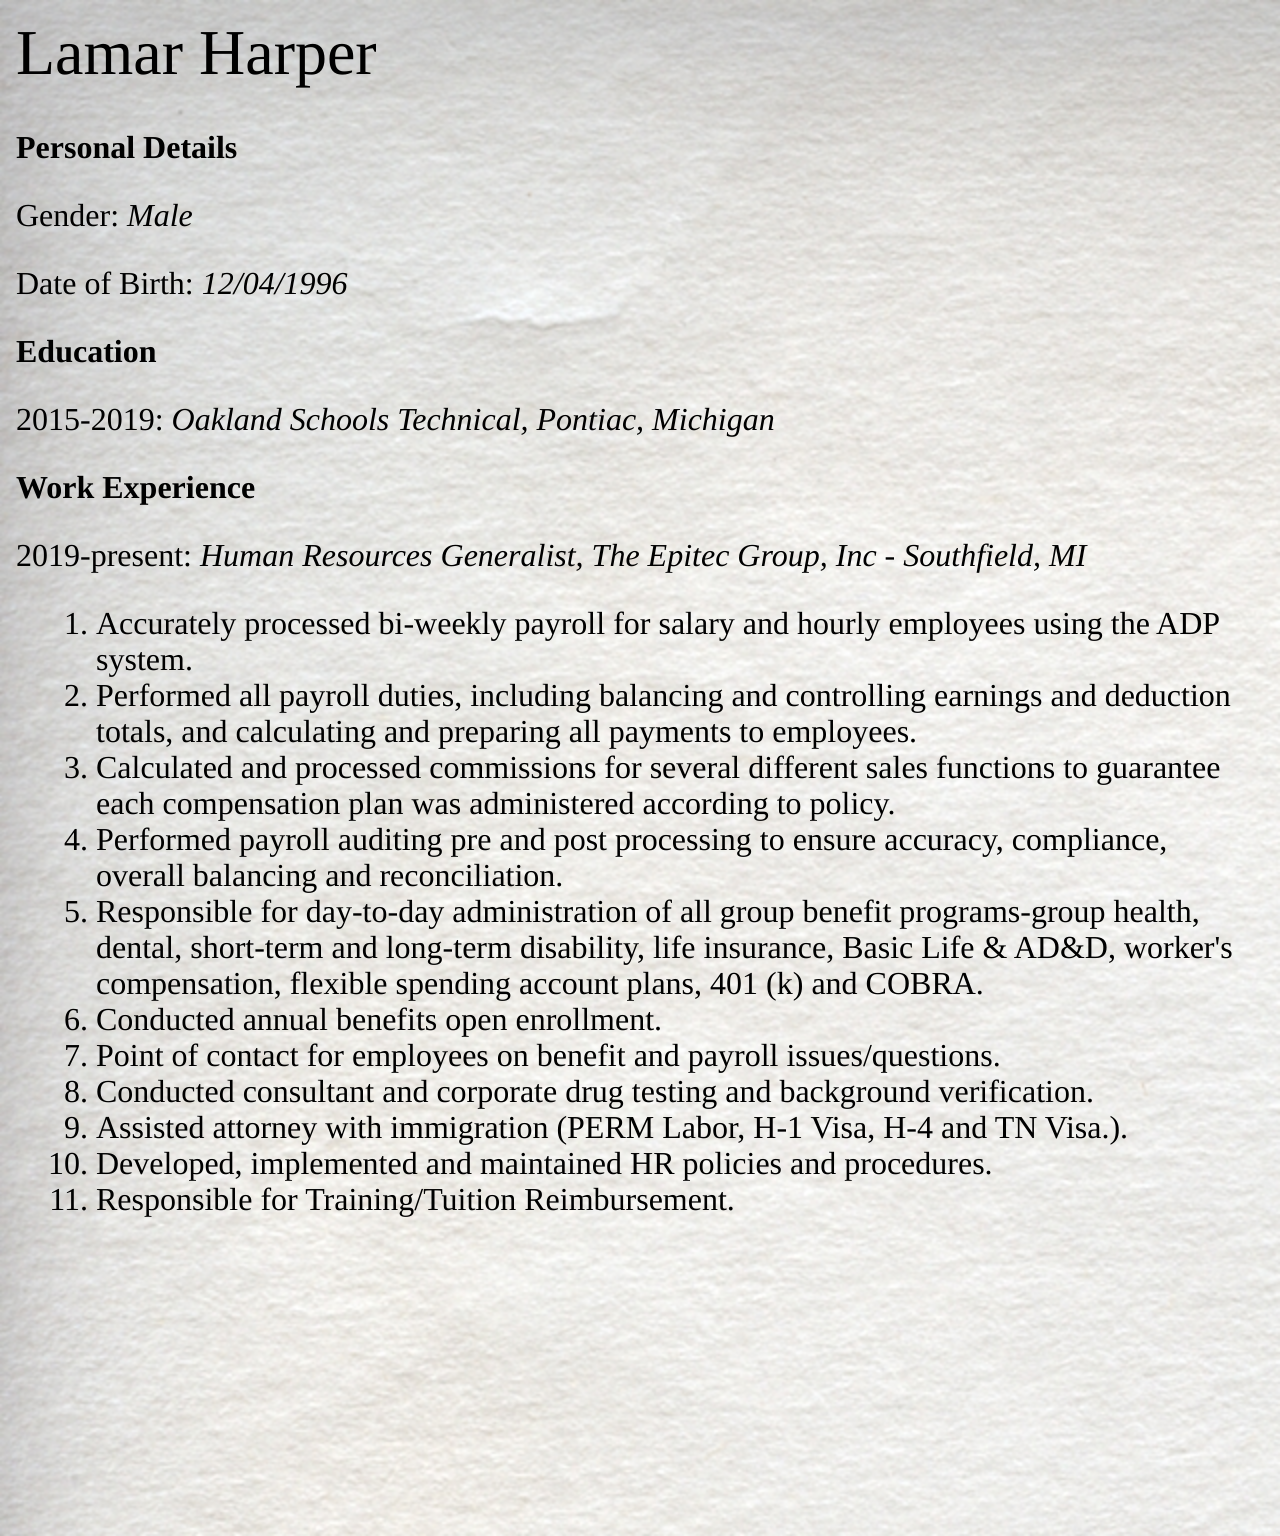 Lamar Harper
Personal Details
Gender: Male
Date of Birth: 12/04/1996
Education
2015-2019: Oakland Schools Technical, Pontiac, Michigan
Work Experience
2019-present: Human Resources Generalist, The Epitec Group, Inc - Southfield, MI
1. Accurately processed bi-weekly payroll for salary and hourly employees using the ADP
system.
2. Performed all payroll duties, including balancing and controlling earnings and deduction
totals, and calculating and preparing all payments to employees.
3. Calculated and processed commissions for several different sales functions to guarantee
each compensation plan was administered according to policy.
4. Performed payroll auditing pre and post processing to ensure accuracy, compliance,
overall balancing and reconciliation.
5. Responsible for day-to-day administration of all group benefit programs-group health,
dental, short-term and long-term disability, life insurance, Basic Life & AD&D, worker's
compensation, flexible spending account plans, 401 (k) and COBRA.
6. Conducted annual benefits open enrollment.
7. Point of contact for employees on benefit and payroll issues/questions.
8. Conducted consultant and corporate drug testing and background verification.
9. Assisted attorney with immigration (PERM Labor, H-1 Visa, H-4 and TN Visa.).
10. Developed, implemented and maintained HR policies and procedures.
11. Responsible for Training/Tuition Reimbursement.